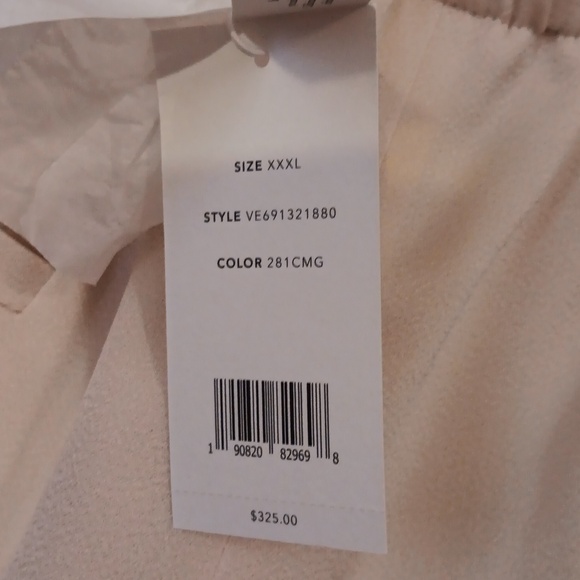 SIZE XXXL
STYLE VE691321880
COLOR 281CMG
1 90820 82969 8
$325.00